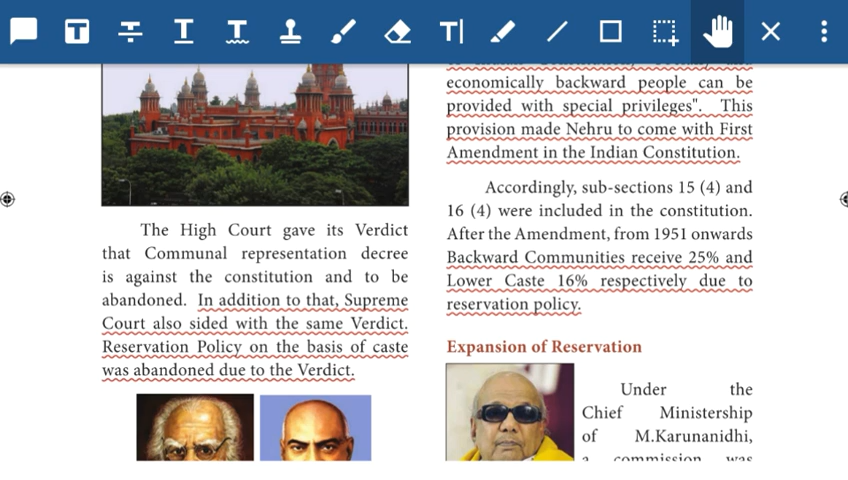 The High Court gave its Verdict
that Communal representation decree
is against the constitution and to be
abandoned. In addition to that, Supreme
Court also sided with the same Verdict.
Reservation Policy on the basis of caste
was abandoned due to the Verdict.
economically backward people can be
provided with special privileges". This
provision made Nehru to come with First
Amendment in the Indian Constitution.
Accordingly, sub-sections 15 (4) and
16 (4) were included in the constitution.
After the Amendment, from 1951 onwards
Backward Communities receive 25% and
Lower Caste 16% respectively due to
reservation policy.
Expansion of Reservation
Under the
Chief Ministership
of M.Karunanidhi,
a commission was